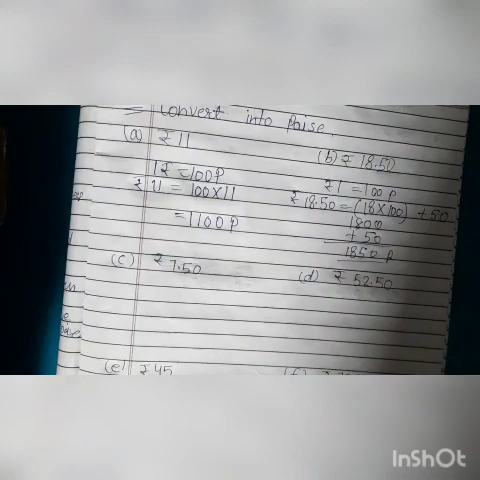 Convert into Paise.
(a) ₹ 11
1₹ = 100P
₹ 11 = 100×11
= 1100 P
(b) ₹ 18.50
₹1 = 100 P
₹ 18.50 = (18×100) + 50
1800
+ 50
1850 P
(c) ₹ 7.50
(d) ₹ 52.50
(e) ₹ 45
InShOt